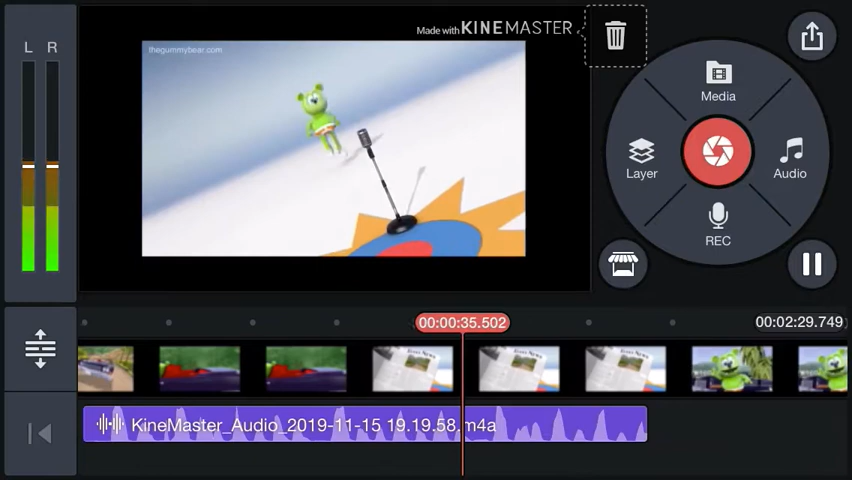 L R
Made with KINEMASTER
thegummybear.com
Media
Layer
Audio
REC
00:00:35.502
00:02:29.749
KineMaster_Audio_2019-11-15 19.19.58.m4a